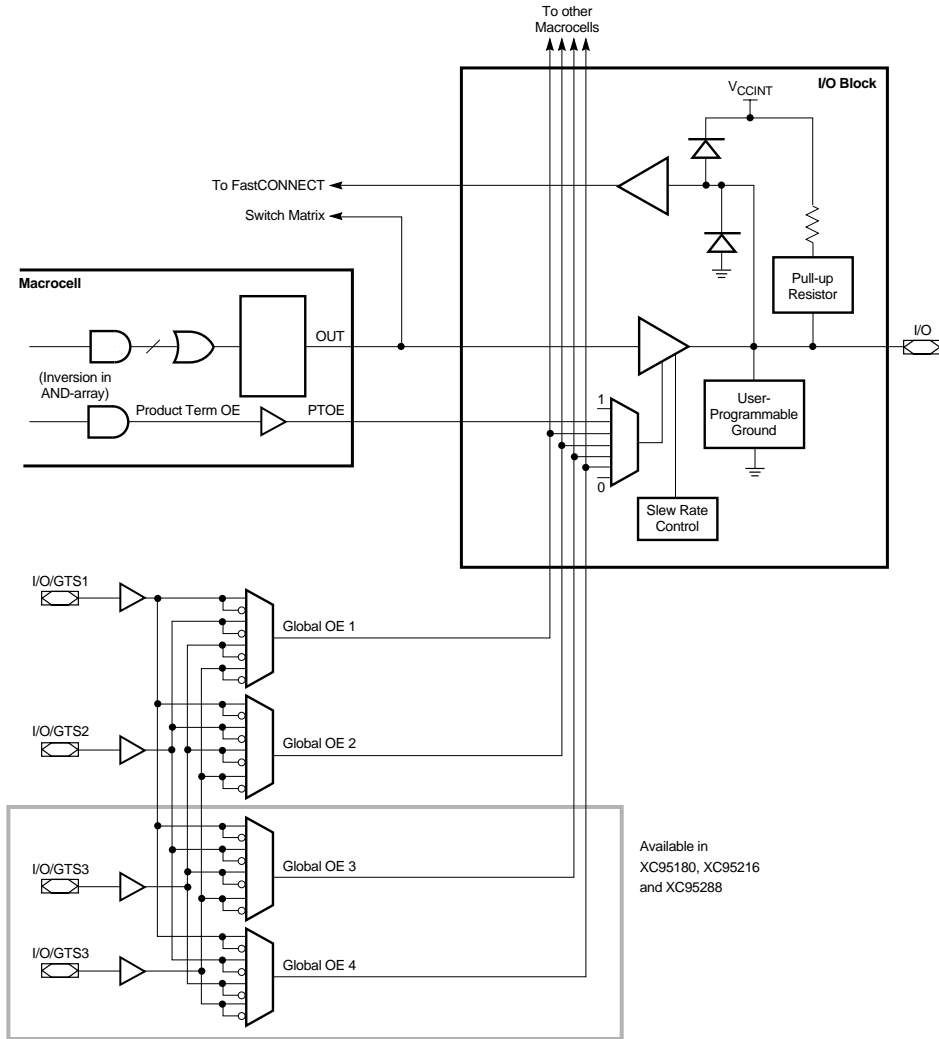 To other
Macrocells
I/O Block
VCCINT
To FastCONNECT
Switch Matrix
Macrocell
Pull-up
Resistor
OUT
I/O
(Inversion in
AND-array)
Product Term OE
PTOE
1
User-
Programmable
Ground
0
Slew Rate
Control
I/O/GTS1
Global OE 1
I/O/GTS2
Global OE 2
I/O/GTS3
Global OE 3
Available in
XC95180, XC95216
and XC95288
I/O/GTS3
Global OE 4